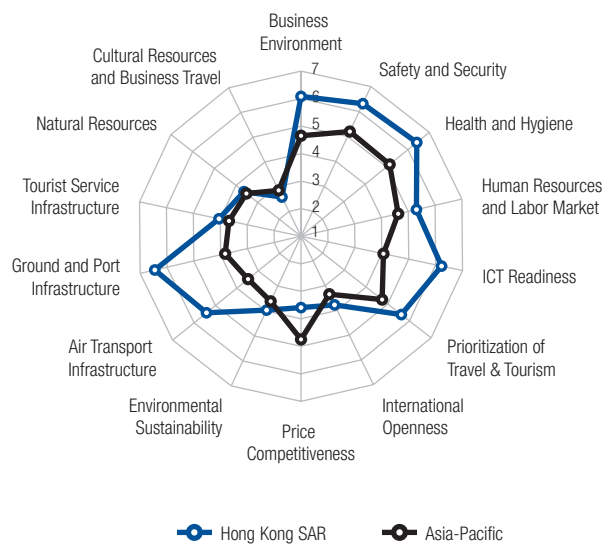 Business
Environment
Cultural Resources
and Business Travel
Safety and Security
Natural Resources
Health and Hygiene
Tourist Service
Infrastructure
Human Resources
and Labor Market
Ground and Port
Infrastructure
ICT Readiness
Air Transport
Infrastructure
Prioritization of
Travel & Tourism
Environmental
Sustainability
International
Openness
Price
Competitiveness
7
6
5
4
3
2
1
Hong Kong SAR
Asia-Pacific